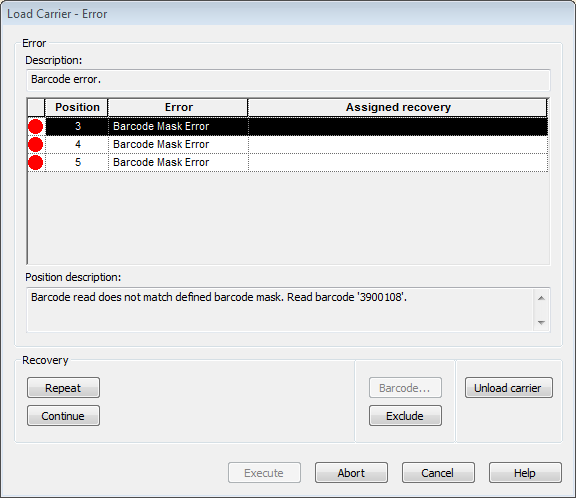 Load Carrier - Error
Error
Description:
Barcode error.
Position Error Assigned recovery
3 Barcode Mask Error
4 Barcode Mask Error
5 Barcode Mask Error
Position description:
Barcode read does not match defined barcode mask. Read barcode '3900108'.
Recovery
Repeat Barcode... Unload carrier
Continue Exclude
Execute Abort Cancel Help